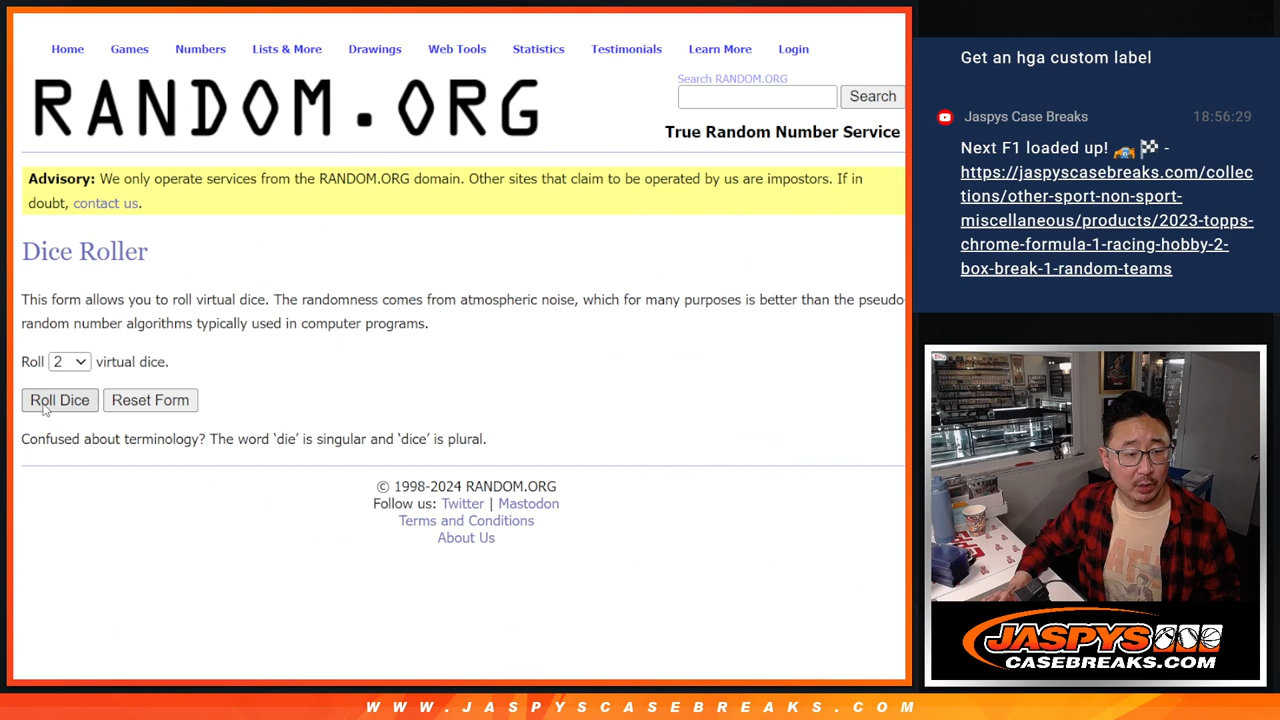 Home Games Numbers Lists & More Drawings Web Tools Statistics Testimonials Learn More Login
RANDOM.ORG
Search RANDOM.ORG
Search
True Random Number Service
Advisory: We only operate services from the RANDOM.ORG domain. Other sites that claim to be operated by us are impostors. If in
doubt, contact us.
Dice Roller
This form allows you to roll virtual dice. The randomness comes from atmospheric noise, which for many purposes is better than the pseudo-
random number algorithms typically used in computer programs.
Roll 2 virtual dice.
Roll Dice Reset Form
Confused about terminology? The word ‘die’ is singular and ‘dice’ is plural.
© 1998-2024 RANDOM.ORG
Follow us: Twitter | Mastodon
Terms and Conditions
About Us
Get an hga custom label
Jaspys Case Breaks 18:56:29
Next F1 loaded up! 🏎️ 🏁 -
https://jaspyscasebreaks.com/collec
tions/other-sport-non-sport-
miscellaneous/products/2023-topps-
chrome-formula-1-racing-hobby-2-
box-break-1-random-teams
JASPYS
CASEBREAKS.COM
WWW.JASPYSCASEBREAKS.COM